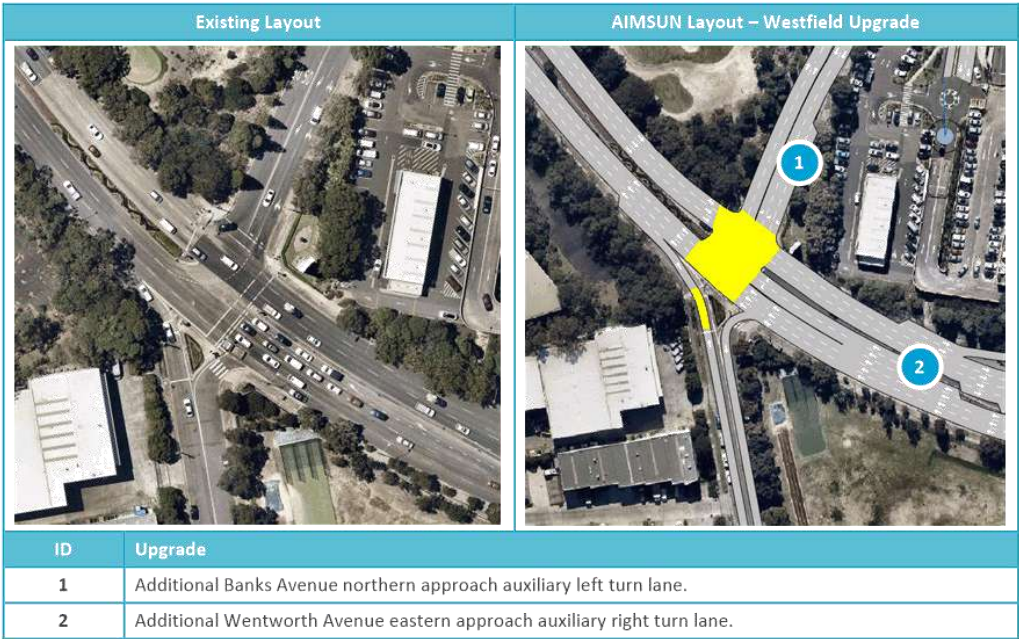 Existing Layout
AIMSUN Layout – Westfield Upgrade
1
2
ID Upgrade
1 Additional Banks Avenue northern approach auxiliary left turn lane.
2 Additional Wentworth Avenue eastern approach auxiliary right turn lane.